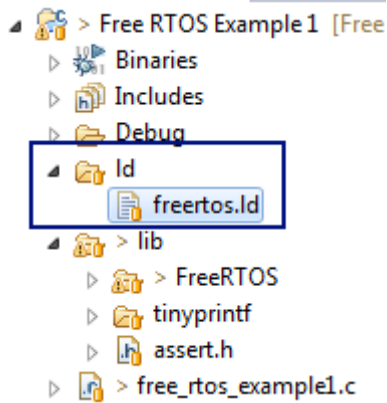 > Free RTOS Example 1 [Free
Binaries
Includes
Debug
ld
freertos.ld
> lib
> FreeRTOS
tinyprintf
assert.h
> free_rtos_example1.c